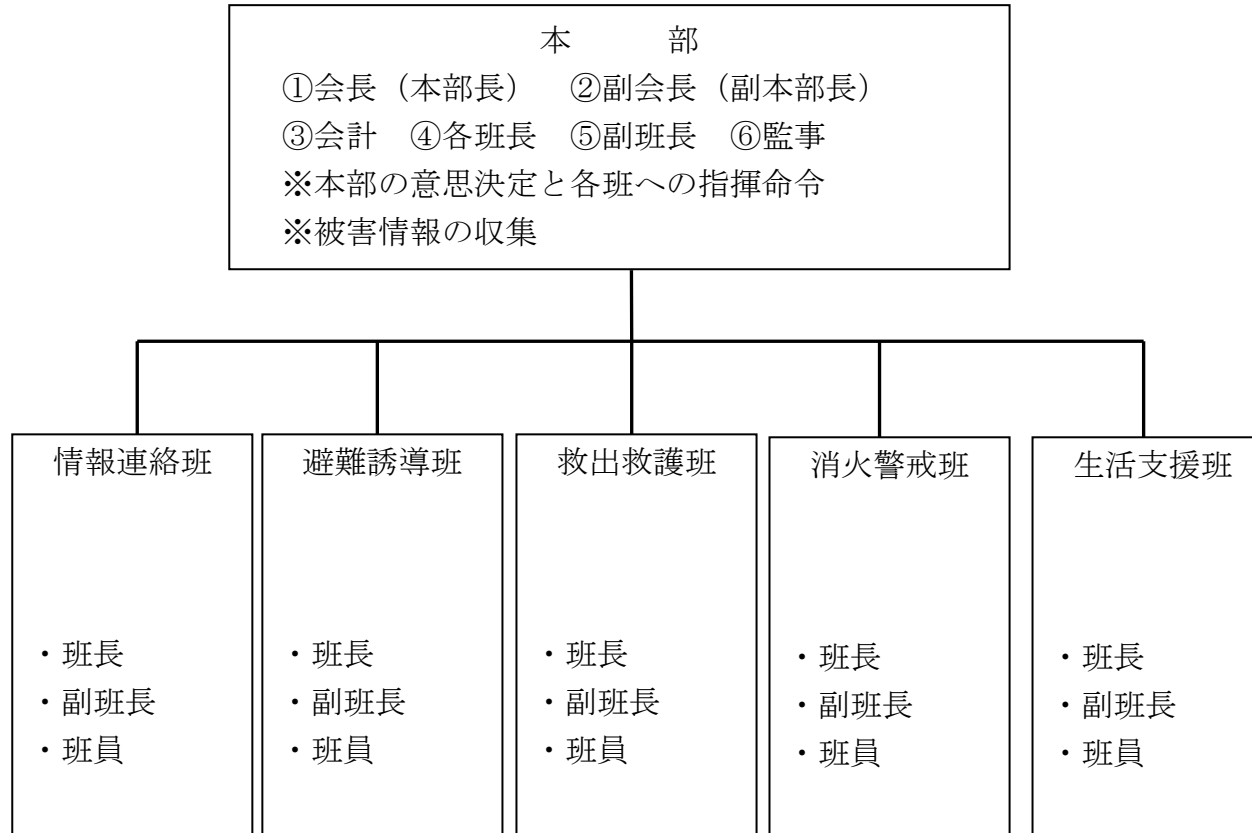 本　　　部
①会長（本部長）　②副会長（副本部長）
③会計　④各班長　⑤副班長　⑥監事
※本部の意思決定と各班への指揮命令
※被害情報の収集
情報連絡班
・班長
・副班長
・班員
避難誘導班
・班長
・副班長
・班員
救出救護班
・班長
・副班長
・班員
消火警戒班
・班長
・副班長
・班員
生活支援班
・班長
・副班長
・班員